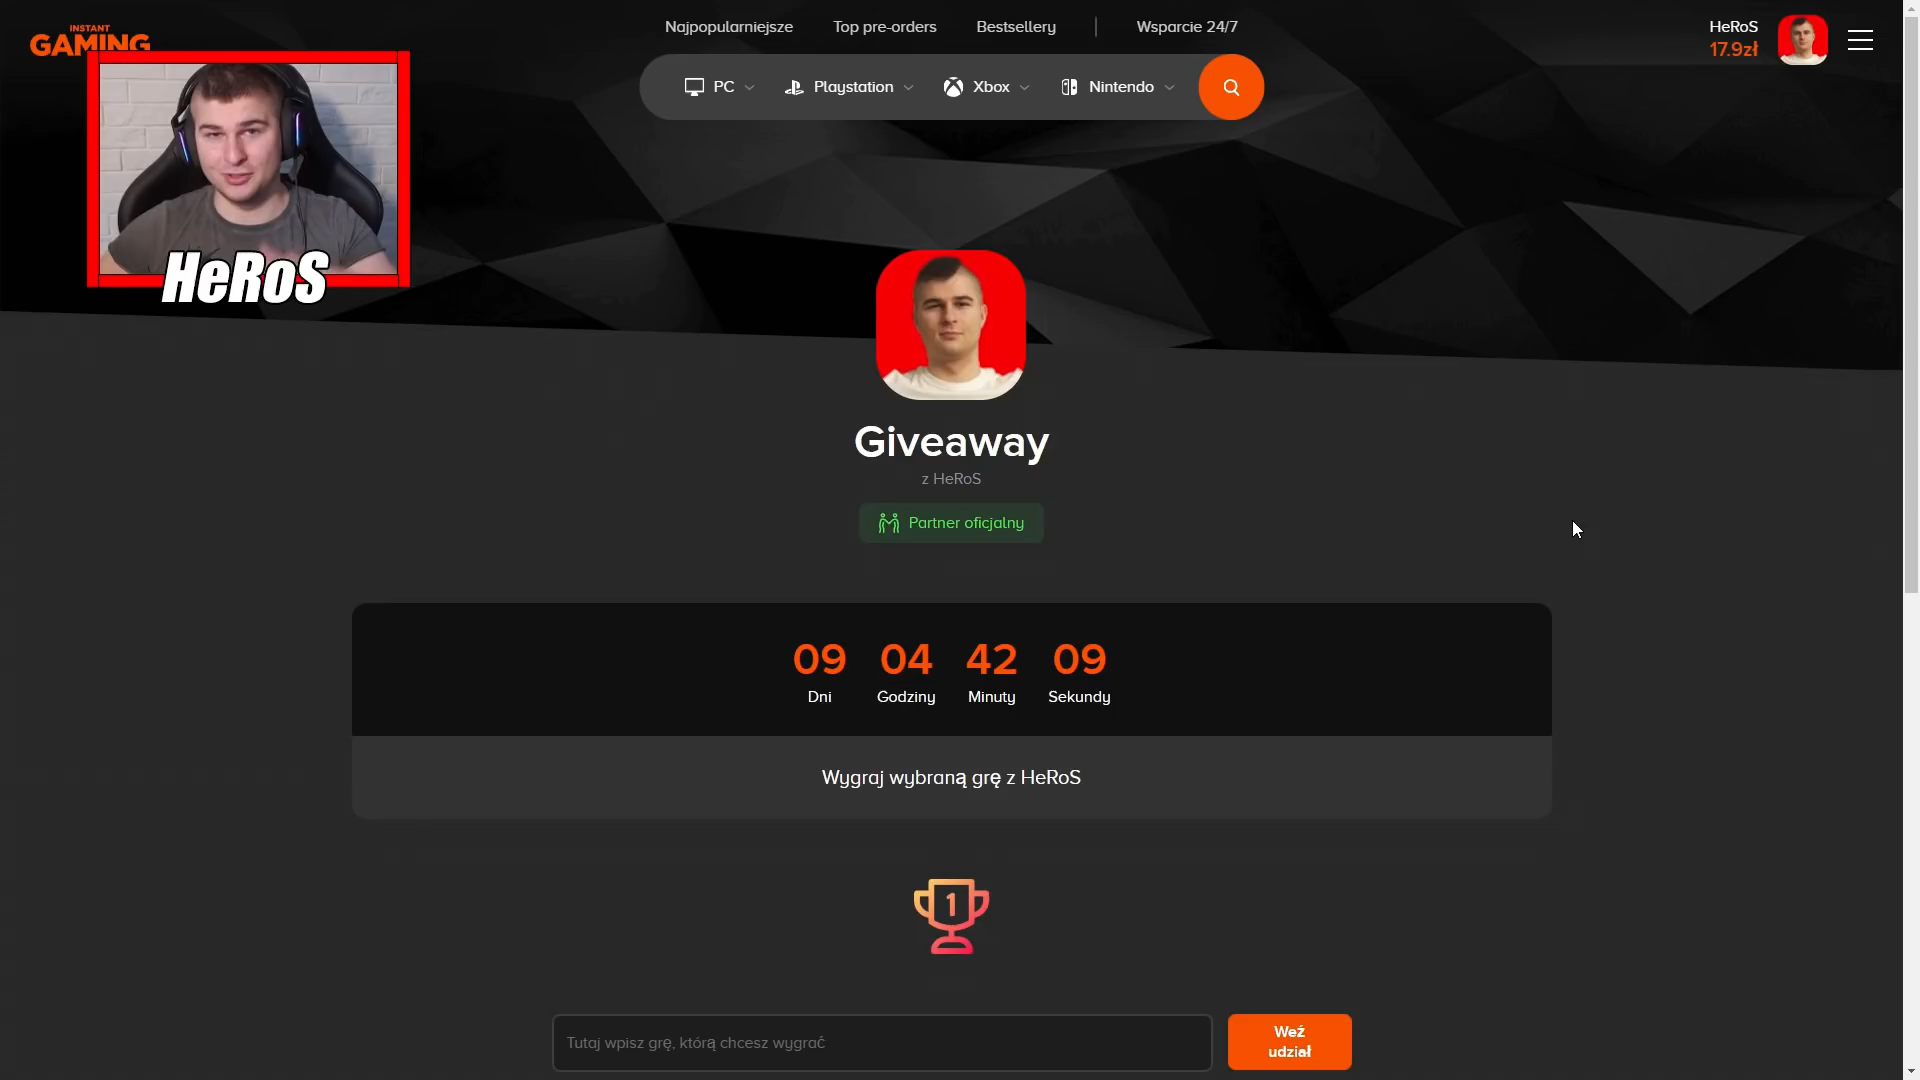 INSTANT
GAMING
Najpopularniejsze
Top pre-orders
Bestsellery
Wsparcie 24/7
HeRoS
17.9zł
PC
Playstation
Xbox
Nintendo
HeRoS
Giveaway
z HeRoS
Partner oficjalny
09 04 42 09
Dni Godziny Minuty Sekundy
Wygraj wybraną grę z HeRoS
1
Tutaj wpisz grę, którą chcesz wygrać
Weź
udział